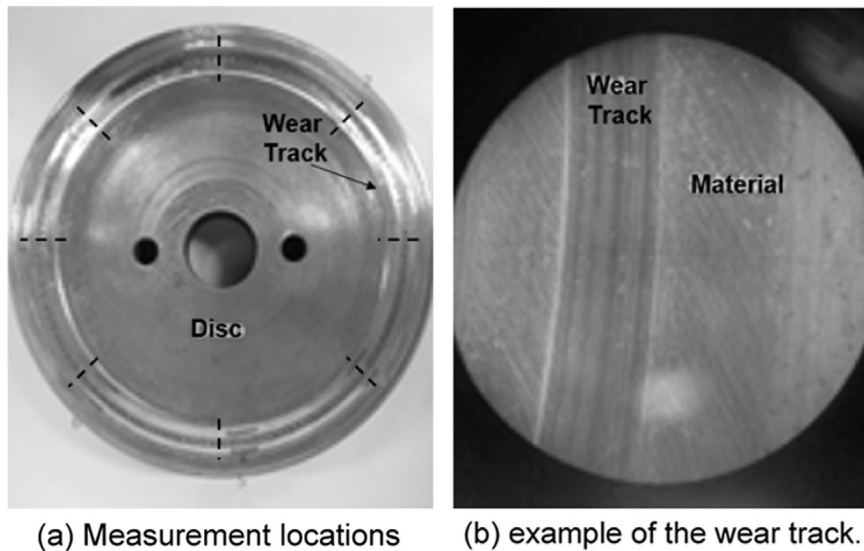 Wear
Track
Disc
(a) Measurement locations
Wear
Track
Material
(b) example of the wear track.